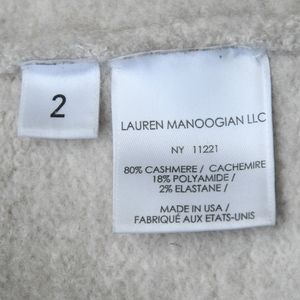 2
LAUREN MANOOGIAN LLC
NY 11221
80% CASHMERE / CACHEMIRE
18% POLYAMIDE /
2% ELASTANE /
MADE IN USA /
FABRIQUÉ AUX ETATS-UNIS